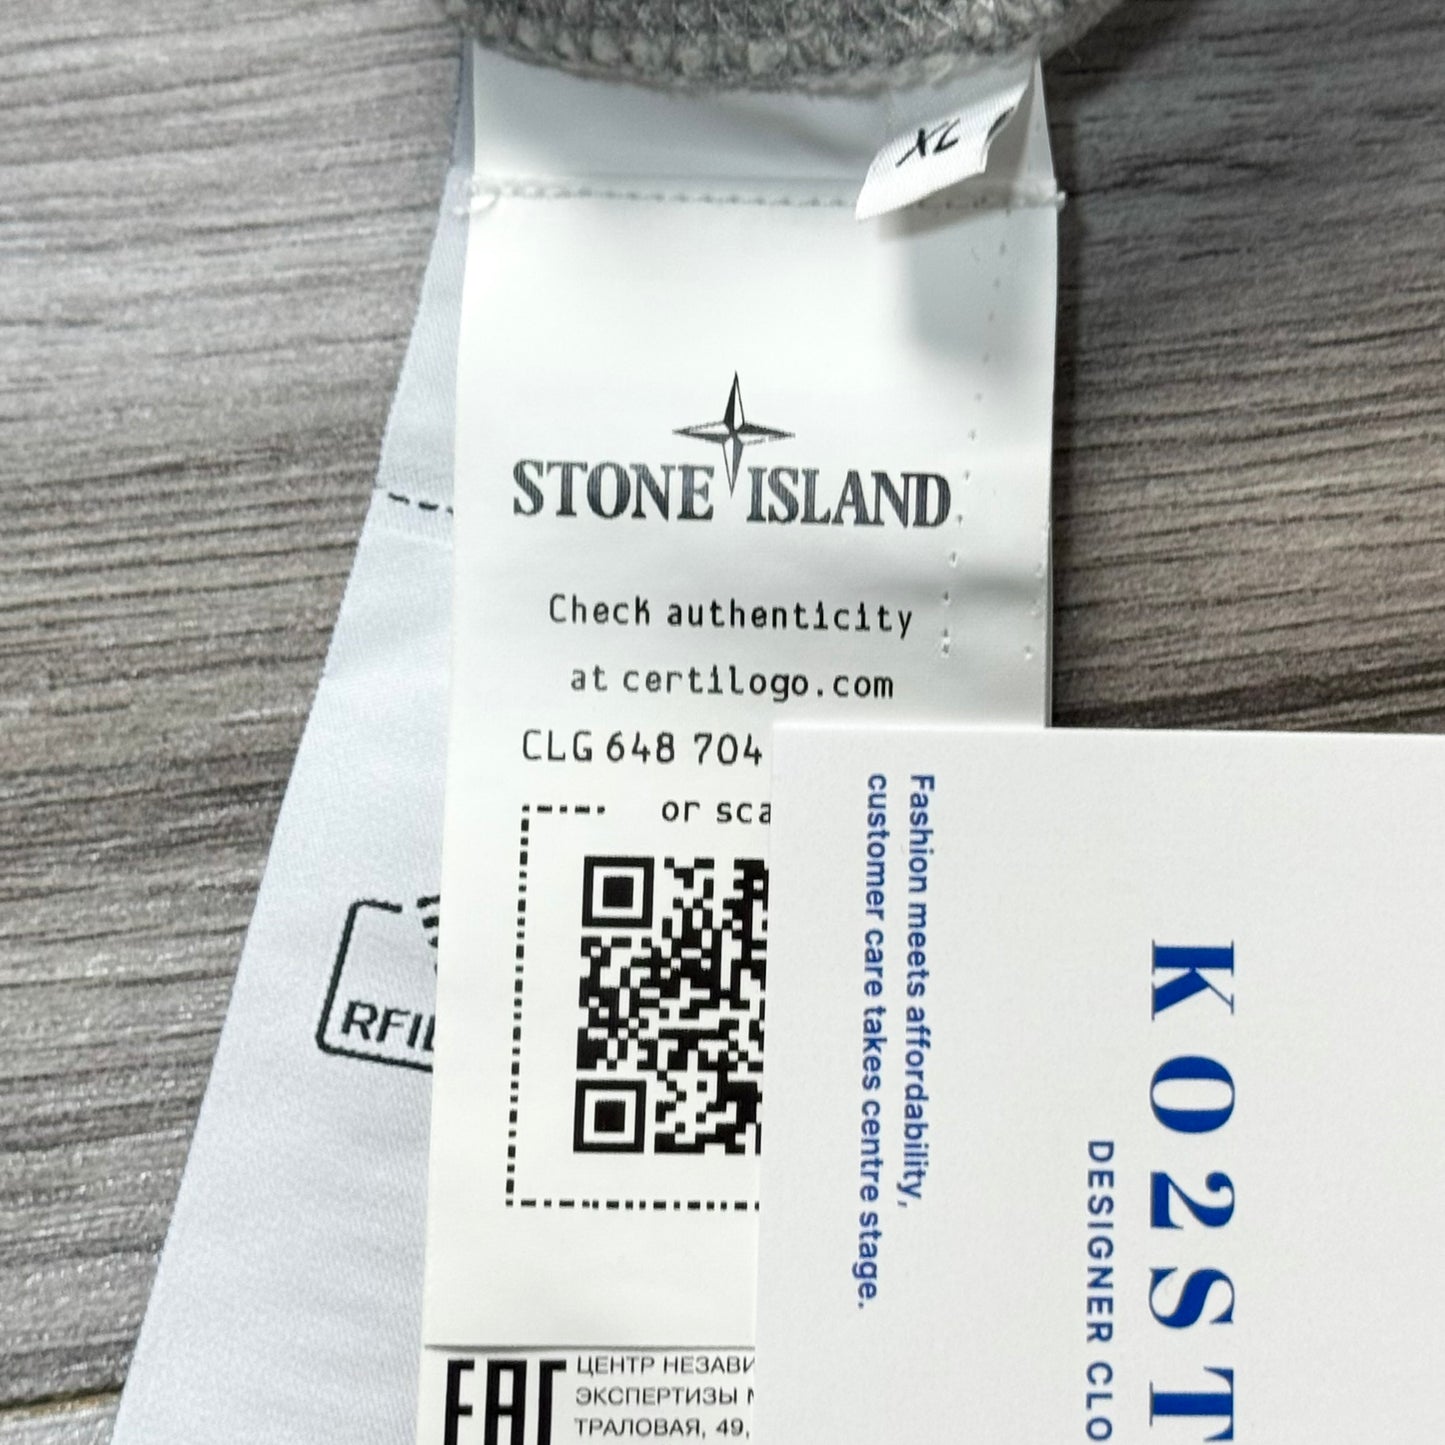 XL
STONE ISLAND
Check authenticity
at certilogo.com
CLG 648 704
or sca
RFI
ЦЕНТР НЕЗАВИ
ЭКСПЕРТИЗЫ
ТРАЛОВАЯ, 49,
EAC
Fashion meets affordability,
customer care takes centre stage.
KO2ST
DESIGNER CLO